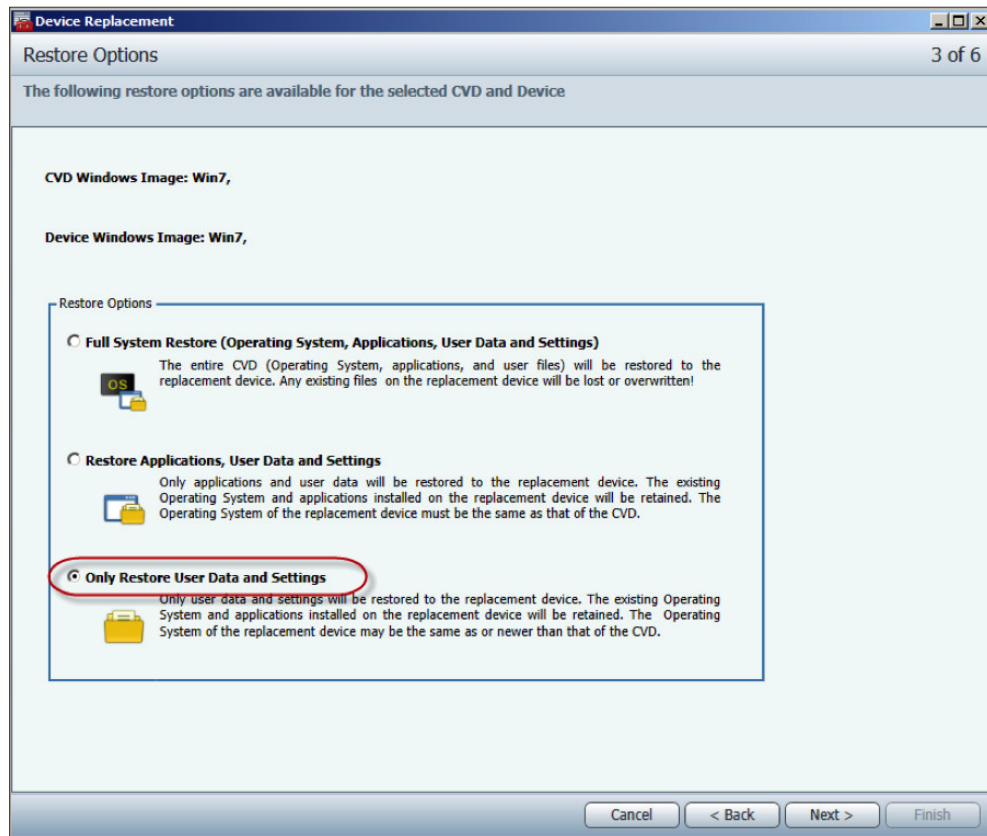 Device Replacement
Restore Options 3 of 6
The following restore options are available for the selected CVD and Device
CVD Windows Image: Win7,
Device Windows Image: Win7,
Restore Options
Full System Restore (Operating System, Applications, User Data and Settings)
The entire CVD (Operating System, applications, and user files) will be restored to the
replacement device. Any existing files on the replacement device will be lost or overwritten!
OS
Restore Applications, User Data and Settings
Only applications and user data will be restored to the replacement device. The existing
Operating System and applications installed on the replacement device will be retained. The
Operating System of the replacement device must be the same as that of the CVD.
Only Restore User Data and Settings
Only user data and settings will be restored to the replacement device. The existing Operating
System and applications installed on the replacement device will be retained. The Operating
System of the replacement device may be the same as or newer than that of the CVD.
Cancel < Back Next > Finish